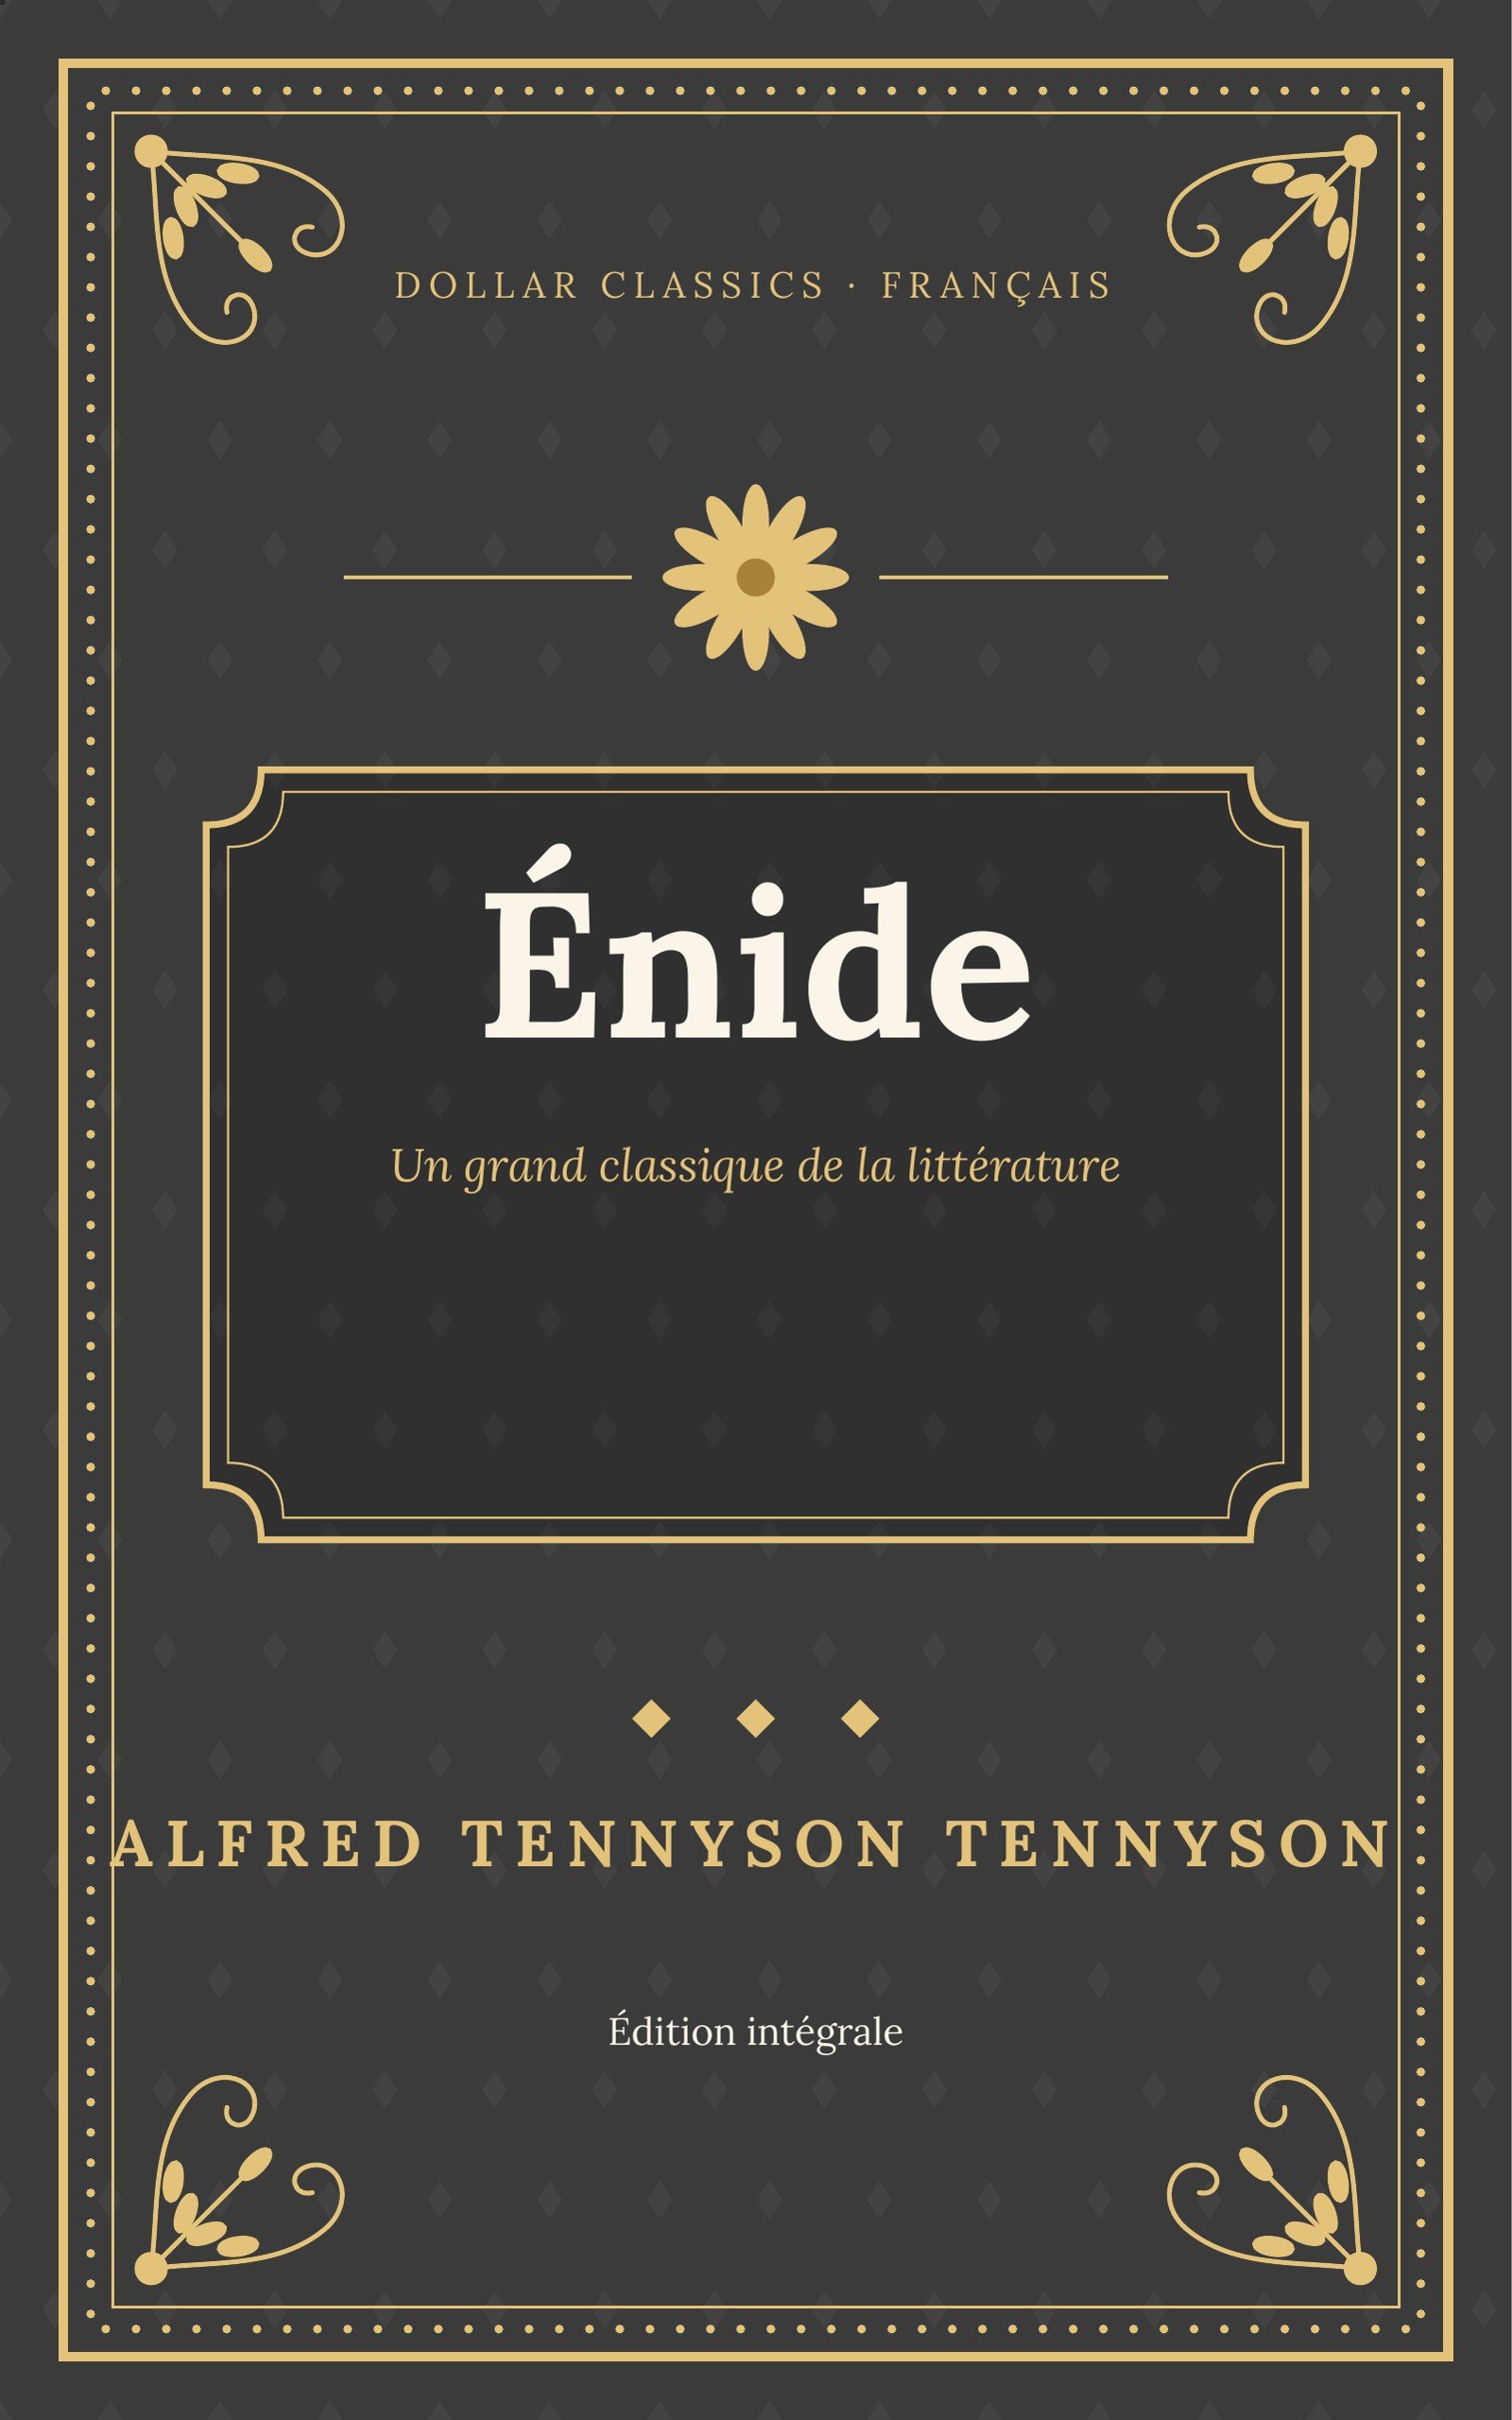 DOLLAR CLASSICS · FRANÇAIS
Énide
Un grand classique de la littérature
ALFRED TENNYSON TENNYSON
Édition intégrale